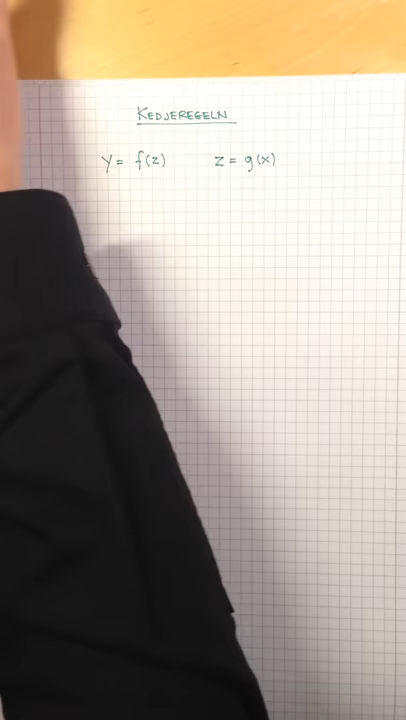 KEDJEREGELN
y = f(z) z = g(x)